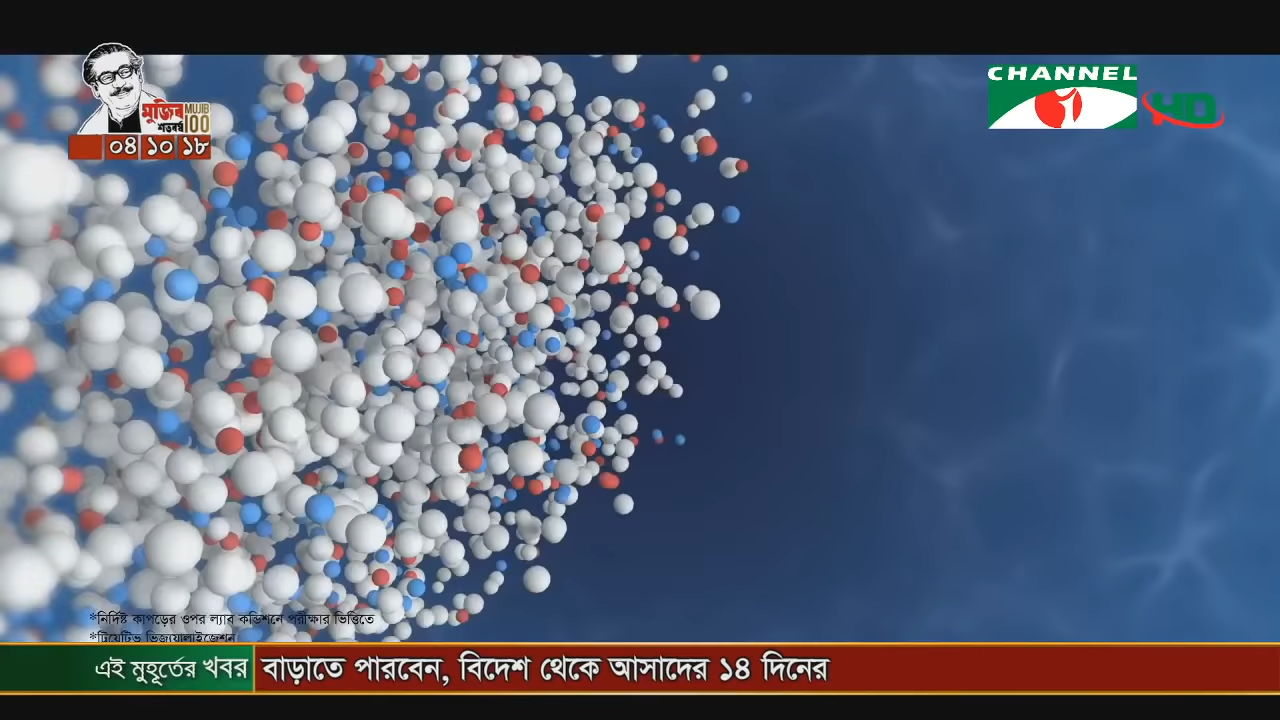 মুজিব
শতবর্ষ
MUJIB
100
০৪ ১০ ১৮
CHANNEL
i
HD
*নির্দিষ্ট কাপড়ের ওপর ল্যাব কন্ডিশনে পরীক্ষার ভিত্তিতে
*ক্রিয়েটিভ ভিজ্যুয়ালাইজেশন
এই মুহূর্তের খবর বাড়াতে পারবেন, বিদেশ থেকে আসাদের ১৪ দিনের